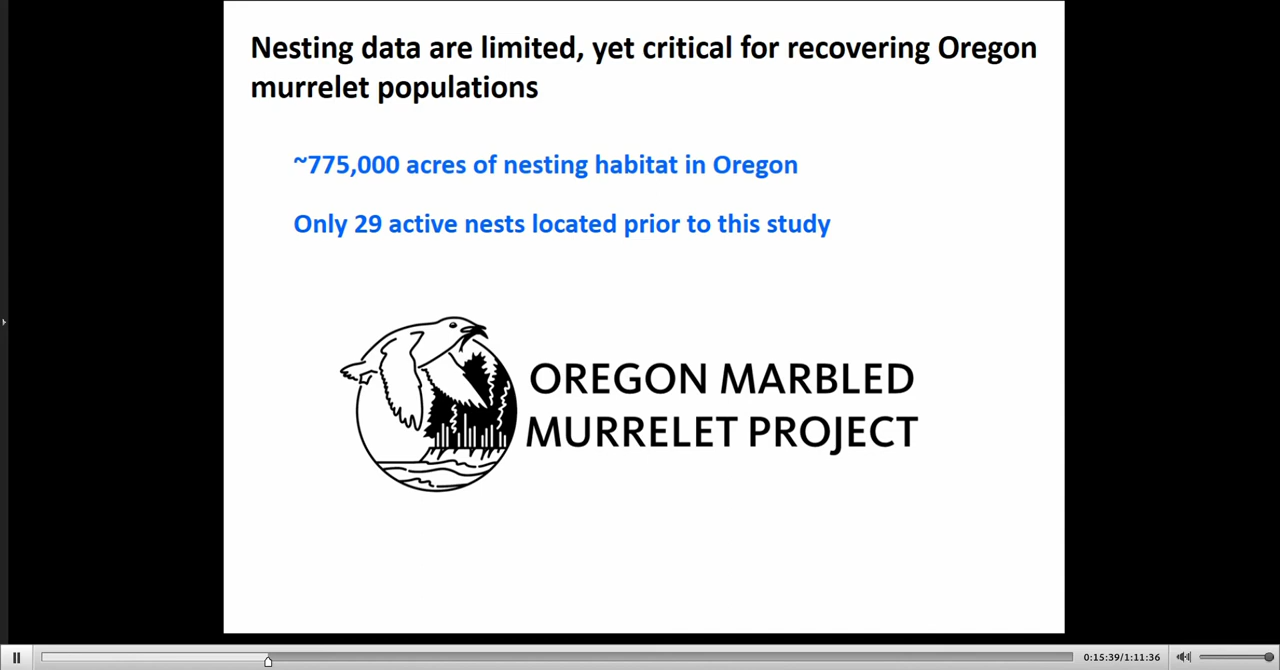 Nesting data are limited, yet critical for recovering Oregon
murrelet populations
~775,000 acres of nesting habitat in Oregon
Only 29 active nests located prior to this study
OREGON MARBLED
MURRELET PROJECT
0:15:39/1:11:36